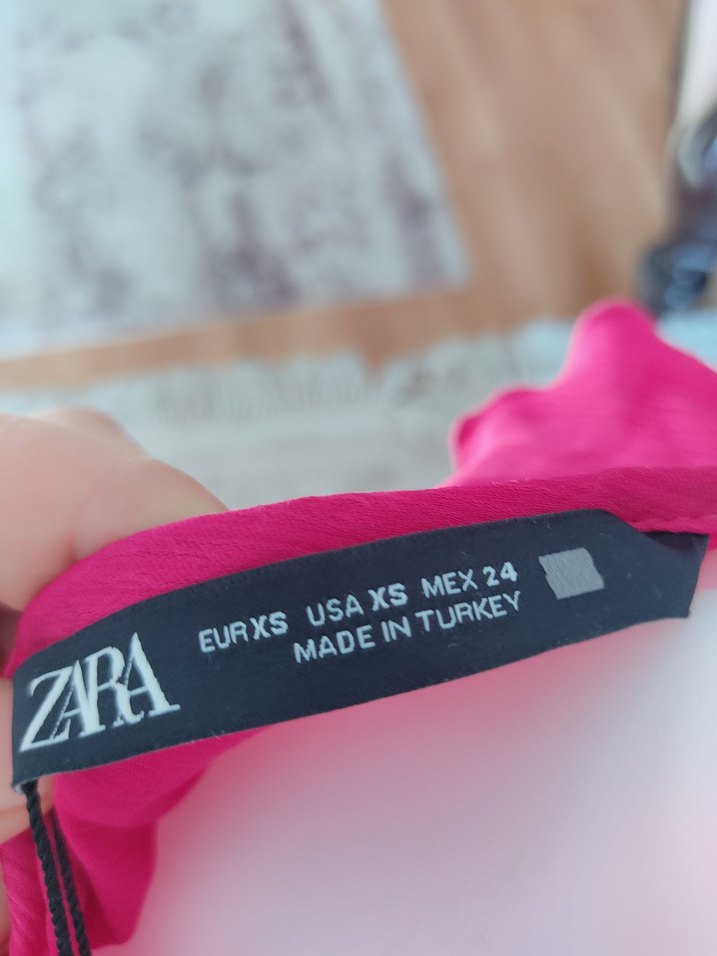 ZARA
EUR XS USA XS MEX 24
MADE IN TURKEY